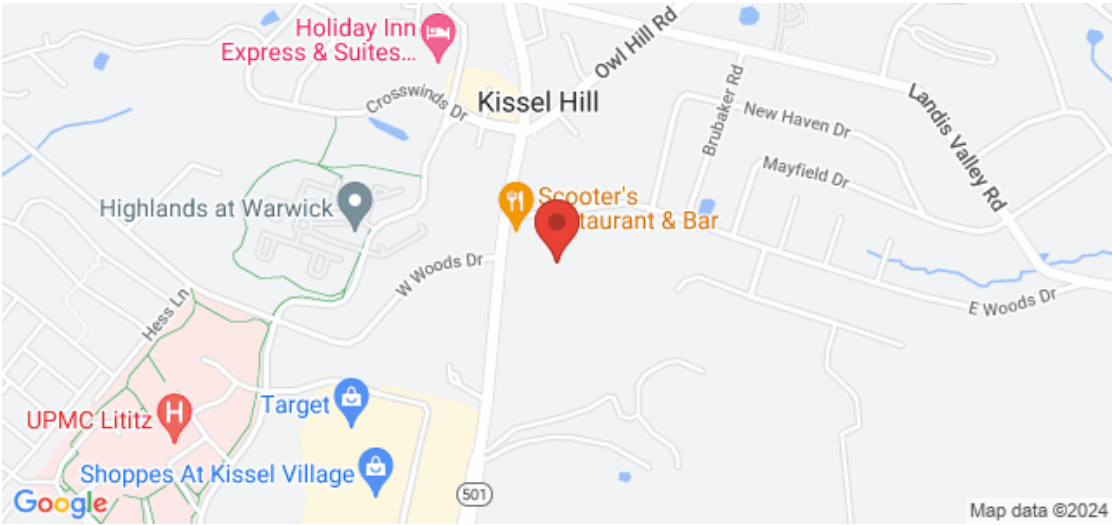 Holiday Inn
Express & Suites...
Owl Hill Rd
Crosswinds Dr
Kissel Hill
Brubaker Rd
New Haven Dr
Landis Valley Rd
Mayfield Dr
Highlands at Warwick
Scooter's
taurant & Bar
W Woods Dr
E Woods Dr
Hess Ln
UPMC Lititz
H
Target
Shoppes At Kissel Village
501
Google
Map data ©2024